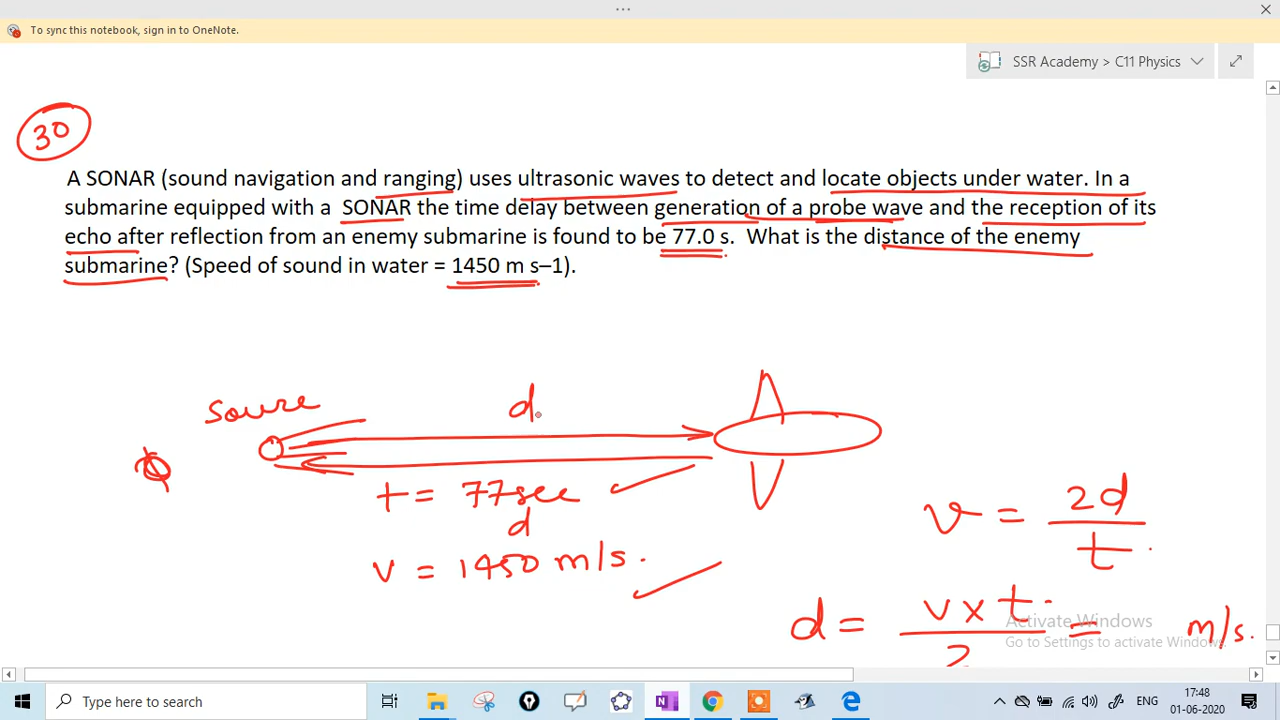 To sync this notebook, sign in to OneNote.
SSR Academy > C11 Physics
30
A SONAR (sound navigation and ranging) uses ultrasonic waves to detect and locate objects under water. In a
submarine equipped with a SONAR the time delay between generation of a probe wave and the reception of its
echo after reflection from an enemy submarine is found to be 77.0 s. What is the distance of the enemy
submarine? (Speed of sound in water = 1450 m s–1).
Soure
d
t = 77sec
d
v = 1450 m/s.
v = 2d
t
d = v x t = m/s.
2
Activate Windows
Go to Settings to activate Windows.
Type here to search
ENG
17:48
01-06-2020